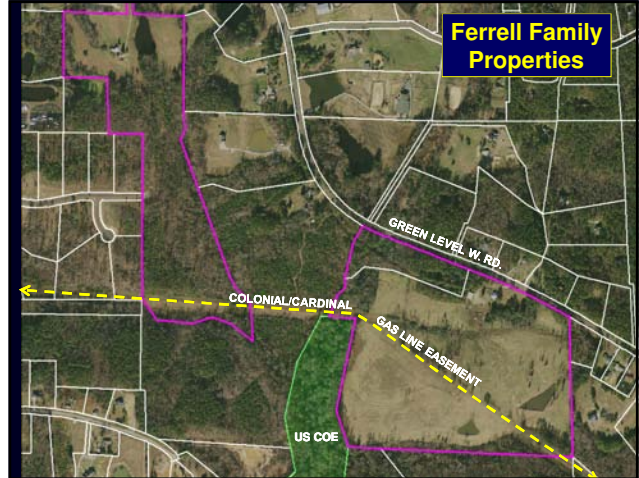 Ferrell Family
Properties
GREEN LEVEL W. RD.
COLONIAL/CARDINAL
GAS LINE EASEMENT
US COE